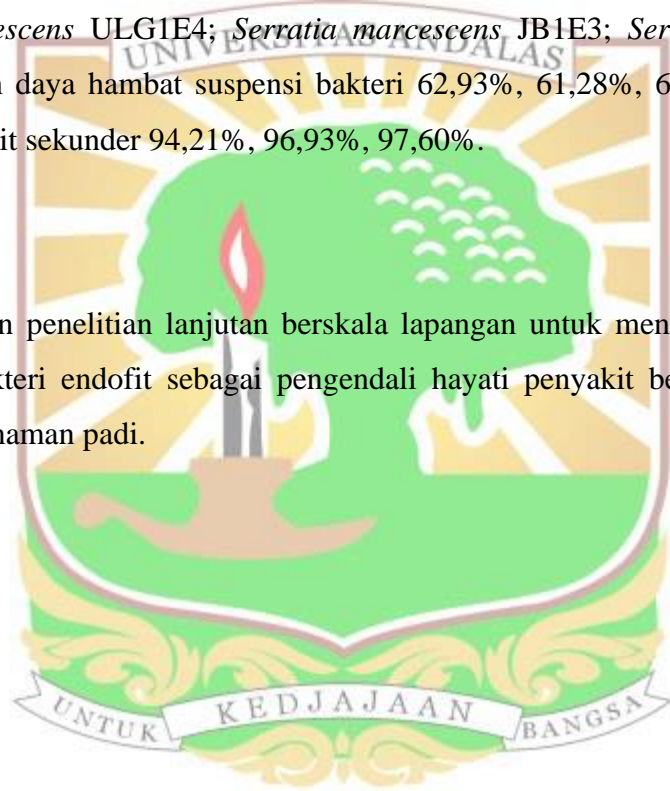 escens ULG1E4; Serratia marcescens JB1E3; Ser
UNIVERSITAS ANDALAS
daya hambat suspensi bakteri 62,93%, 61,28%, 6
it sekunder 94,21%, 96,93%, 97,60%.
n penelitian lanjutan berskala lapangan untuk men
kteri endofit sebagai pengendali hayati penyakit be
naman padi.
UNTUK KEDJAJAAN BANGSA